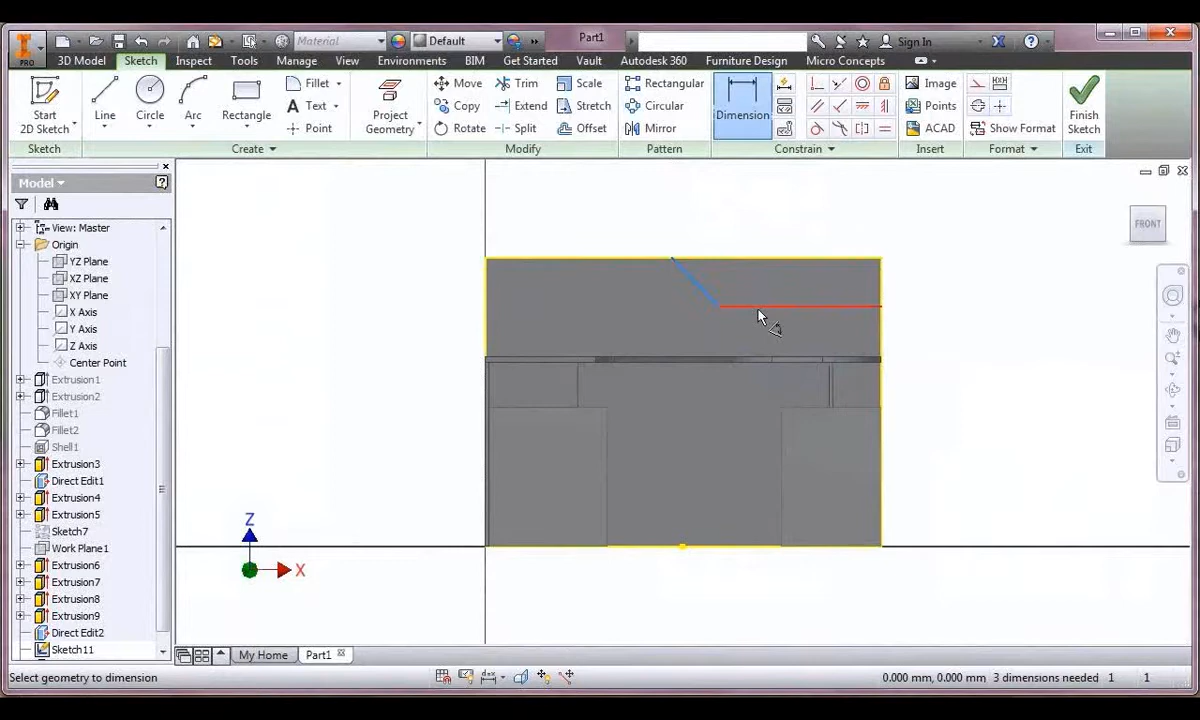 Material
Default
Part1
Sign In
PRO
3D Model
Sketch
Inspect
Tools
Manage
View
Environments
BIM
Get Started
Vault
Autodesk 360
Furniture Design
Micro Concepts
Start
2D Sketch
Line
Circle
Arc
Rectangle
Fillet
Text
Point
Project
Geometry
Move
Copy
Rotate
Trim
Extend
Split
Scale
Stretch
Offset
Rectangular
Circular
Mirror
Dimension
Image
Points
ACAD
Show Format
Finish
Sketch
Sketch
Create
Modify
Pattern
Constrain
Insert
Format
Exit
Model
View: Master
Origin
YZ Plane
XZ Plane
XY Plane
X Axis
Y Axis
Z Axis
Center Point
Extrusion1
Extrusion2
Fillet1
Fillet2
Shell1
Extrusion3
Direct Edit1
Extrusion4
Extrusion5
Sketch7
Work Plane1
Extrusion6
Extrusion7
Extrusion8
Extrusion9
Direct Edit2
Sketch11
FRONT
Z
X
My Home
Part1
Select geometry to dimension
0.000 mm, 0.000 mm 3 dimensions needed 1 1